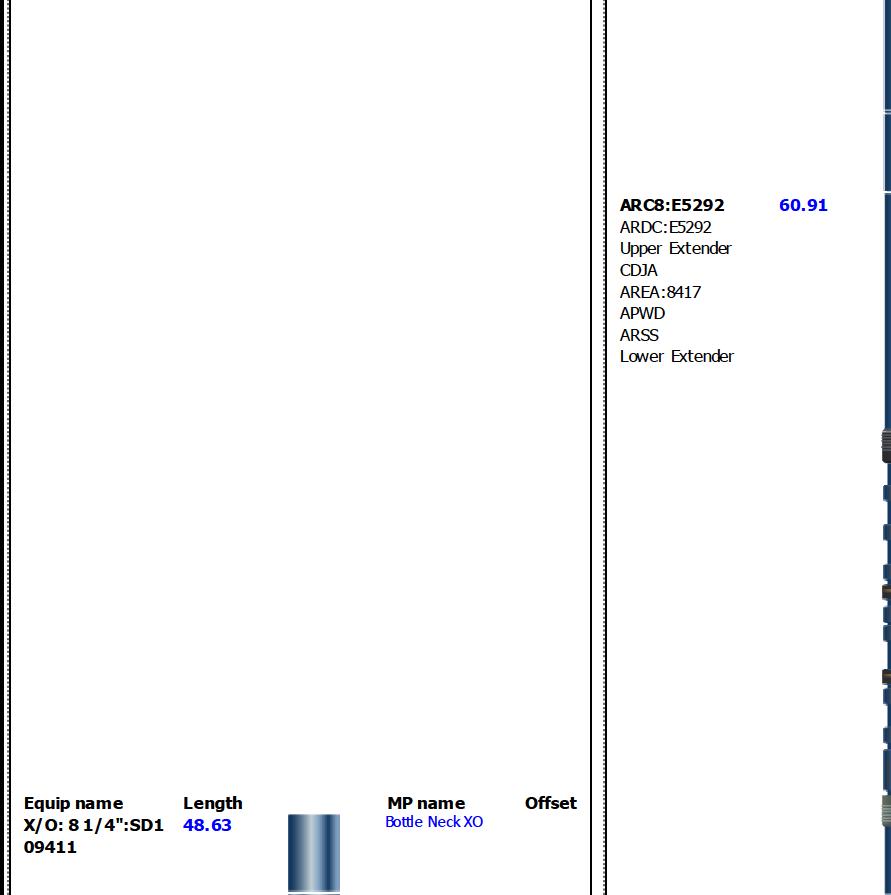 ARC8:E5292 60.91
ARDC:E5292
Upper Extender
CDJA
AREA:8417
APWD
ARSS
Lower Extender
Equip name Length MP name Offset
X/O: 8 1/4":SD1 48.63 Bottle Neck XO
09411